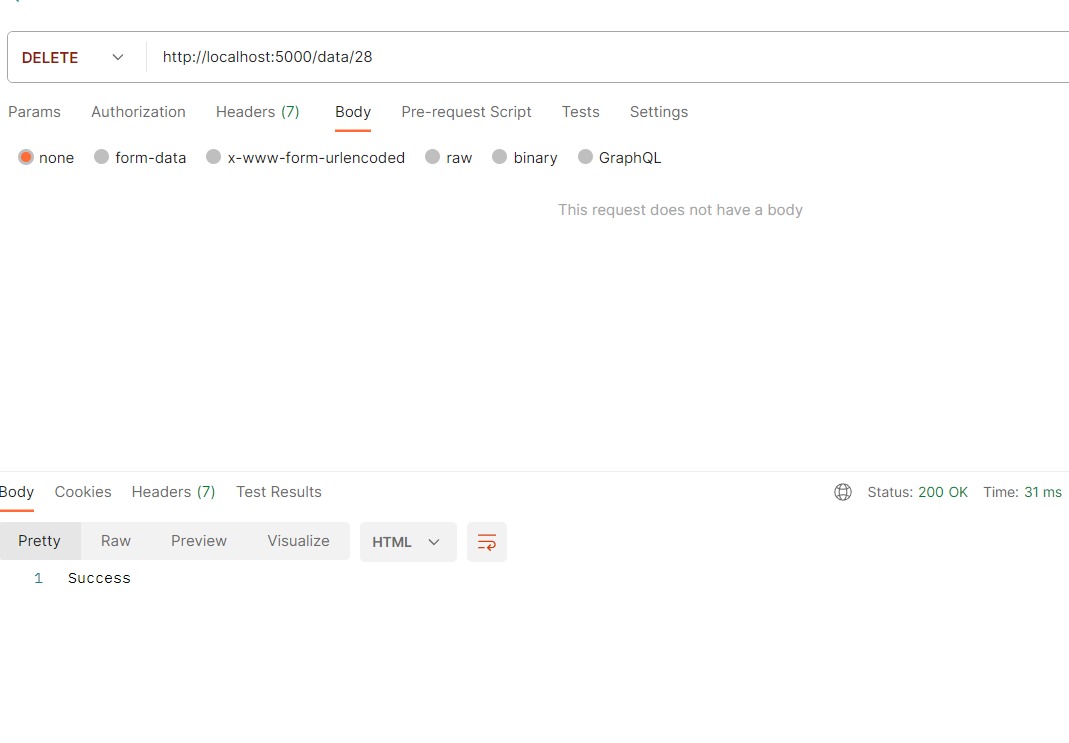 DELETE http://localhost:5000/data/28
Params Authorization Headers (7) Body Pre-request Script Tests Settings
none form-data x-www-form-urlencoded raw binary GraphQL
This request does not have a body
Body Cookies Headers (7) Test Results Status: 200 OK Time: 31 ms
Pretty Raw Preview Visualize HTML
1 Success